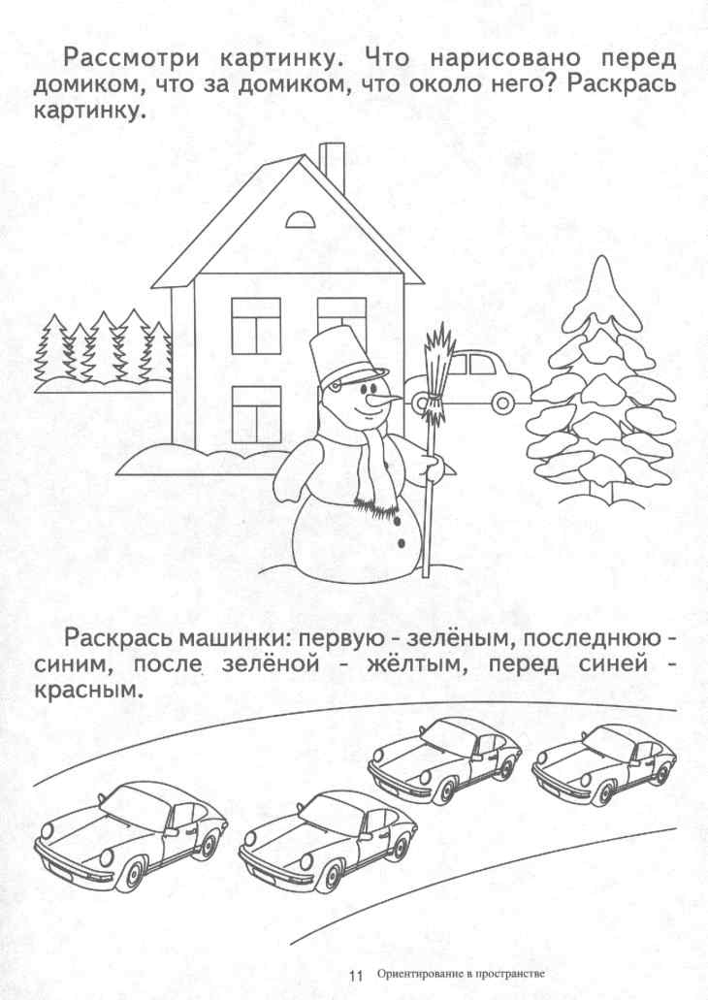 Рассмотри картинку. Что нарисовано перед
домиком, что за домиком, что около него? Раскрась
картинку.
Раскрась машинки: первую - зелёным, последнюю -
синим, после зелёной - жёлтым, перед синей -
красным.
11 Ориентирование в пространстве